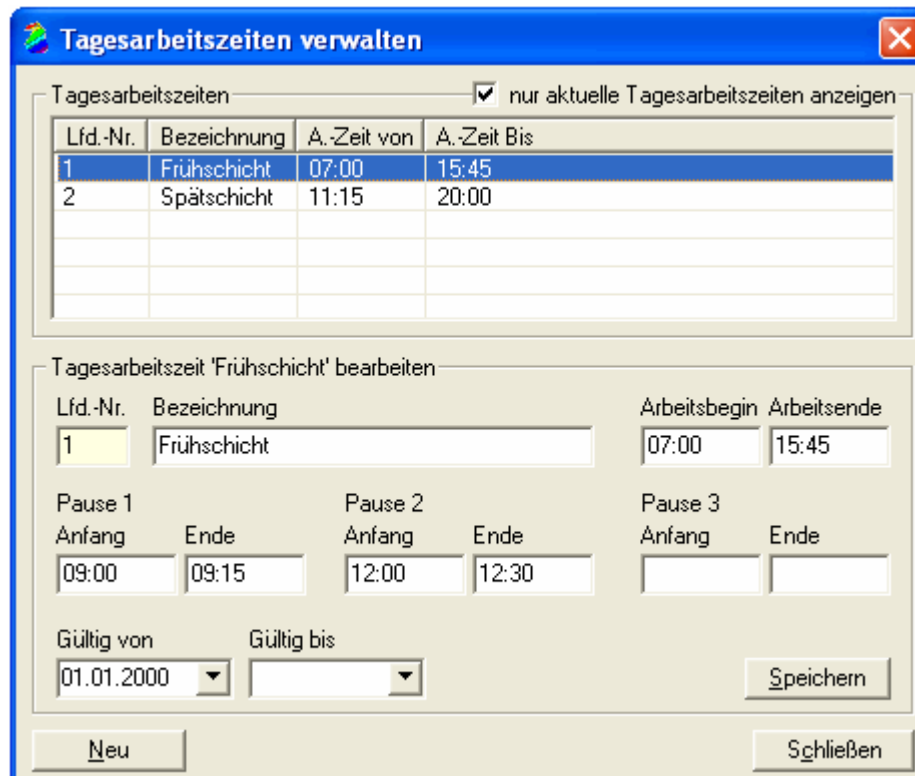 Tagesarbeitszeiten verwalten
Tagesarbeitszeiten nur aktuelle Tagesarbeitszeiten anzeigen
Lfd.-Nr. Bezeichnung A.-Zeit von A.-Zeit Bis
1 Frühschicht 07:00 15:45
2 Spätschicht 11:15 20:00
Tagesarbeitszeit 'Frühschicht' bearbeiten
Lfd.-Nr. Bezeichnung Arbeitsbegin Arbeitsende
1 Frühschicht 07:00 15:45
Pause 1 Pause 2 Pause 3
Anfang Ende Anfang Ende Anfang Ende
09:00 09:15 12:00 12:30
Gültig von Gültig bis
01.01.2000 Speichern
Neu Schließen